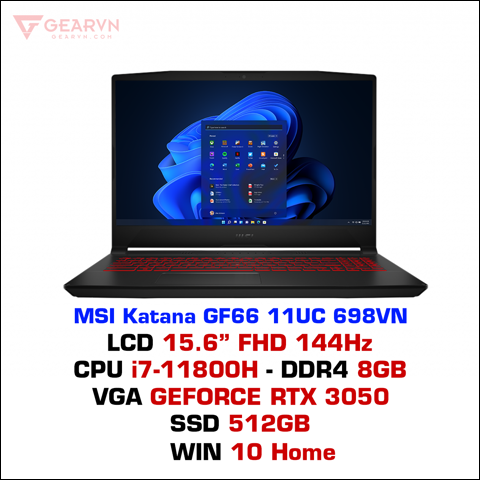 GEARVN
GEARVN.COM
msi
MSI Katana GF66 11UC 698VN
LCD 15.6” FHD 144Hz
CPU i7-11800H - DDR4 8GB
VGA GEFORCE RTX 3050
SSD 512GB
WIN 10 Home